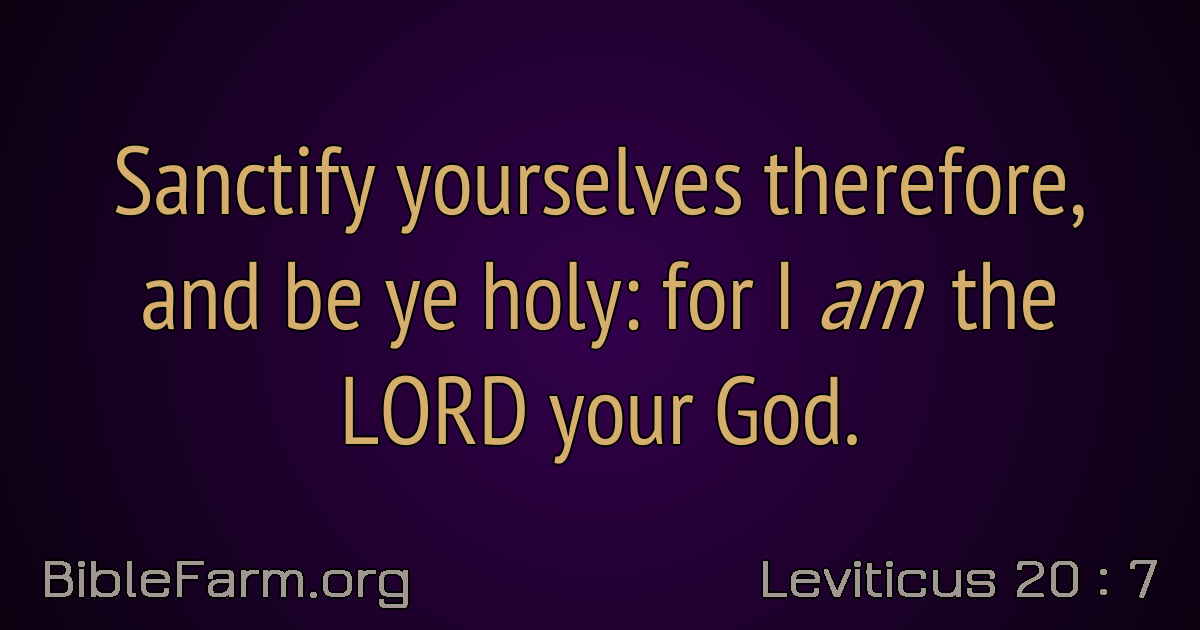 Sanctify yourselves therefore,
and be ye holy: for I am the
LORD your God.
BibleFarm.org
Leviticus 20 : 7